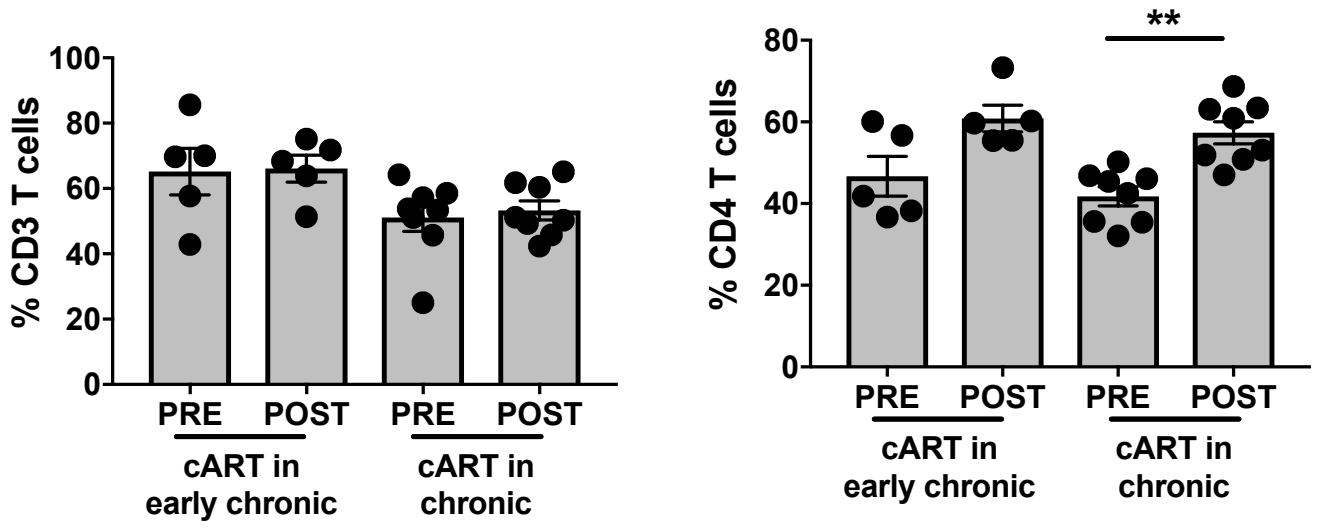 % CD3 T cells
100
80
60
40
20
0
PRE POST PRE POST
cART in
early chronic
cART in
chronic
% CD4 T cells
80
60
40
20
0
**
PRE POST PRE POST
cART in
early chronic
cART in
chronic